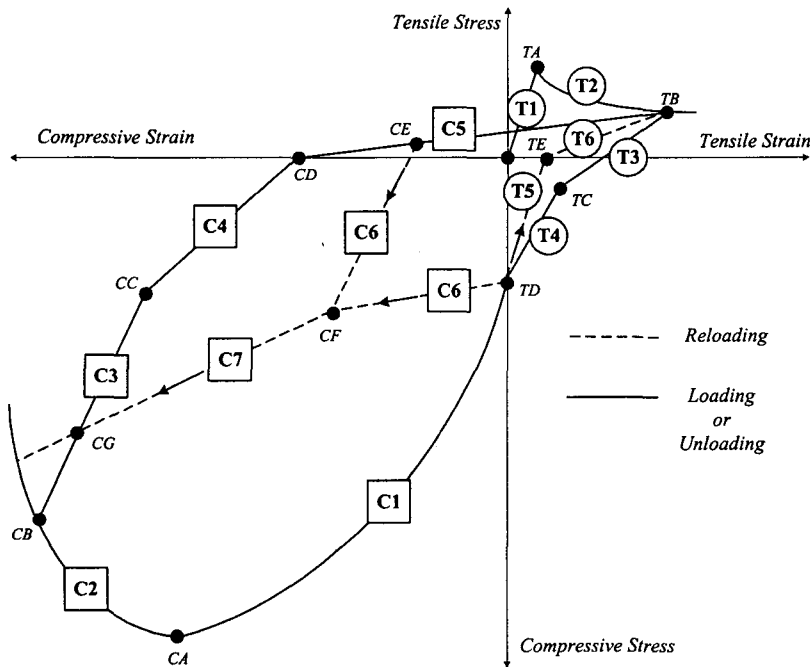 Tensile Stress
TA
T2
TB
T1
CE
C5
Compressive Strain
TE
T6
Tensile Strain
CD
T3
T5
TC
C4
C6
T4
CC
C6
TD
CF
Reloading
C7
C3
Loading
or
Unloading
CG
C1
CB
C2
CA
Compressive Stress